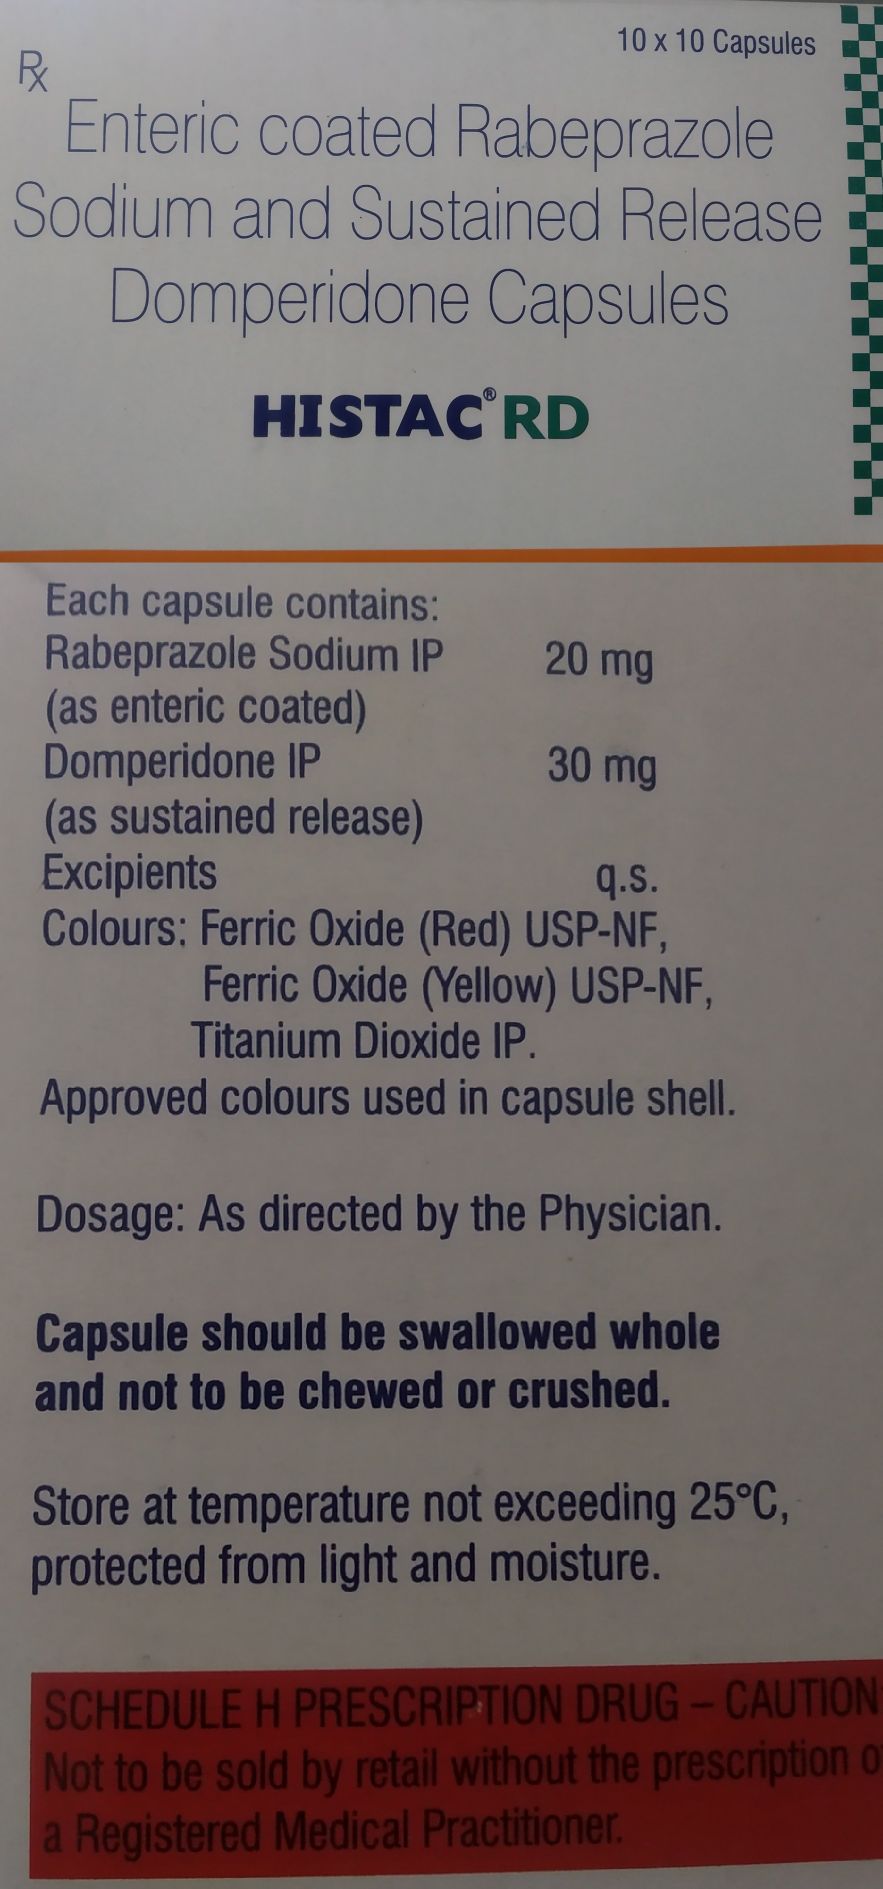 10 x 10 Capsules
Rx
Enteric coated Rabeprazole
Sodium and Sustained Release
Domperidone Capsules
HISTAC® RD
Each capsule contains:
Rabeprazole Sodium IP 20 mg
(as enteric coated)
Domperidone IP 30 mg
(as sustained release)
Excipients q.s.
Colours: Ferric Oxide (Red) USP-NF,
Ferric Oxide (Yellow) USP-NF,
Titanium Dioxide IP.
Approved colours used in capsule shell.
Dosage: As directed by the Physician.
Capsule should be swallowed whole
and not to be chewed or crushed.
Store at temperature not exceeding 25°C,
protected from light and moisture.
SCHEDULE H PRESCRIPTION DRUG – CAUTION
Not to be sold by retail without the prescription
a Registered Medical Practitioner.